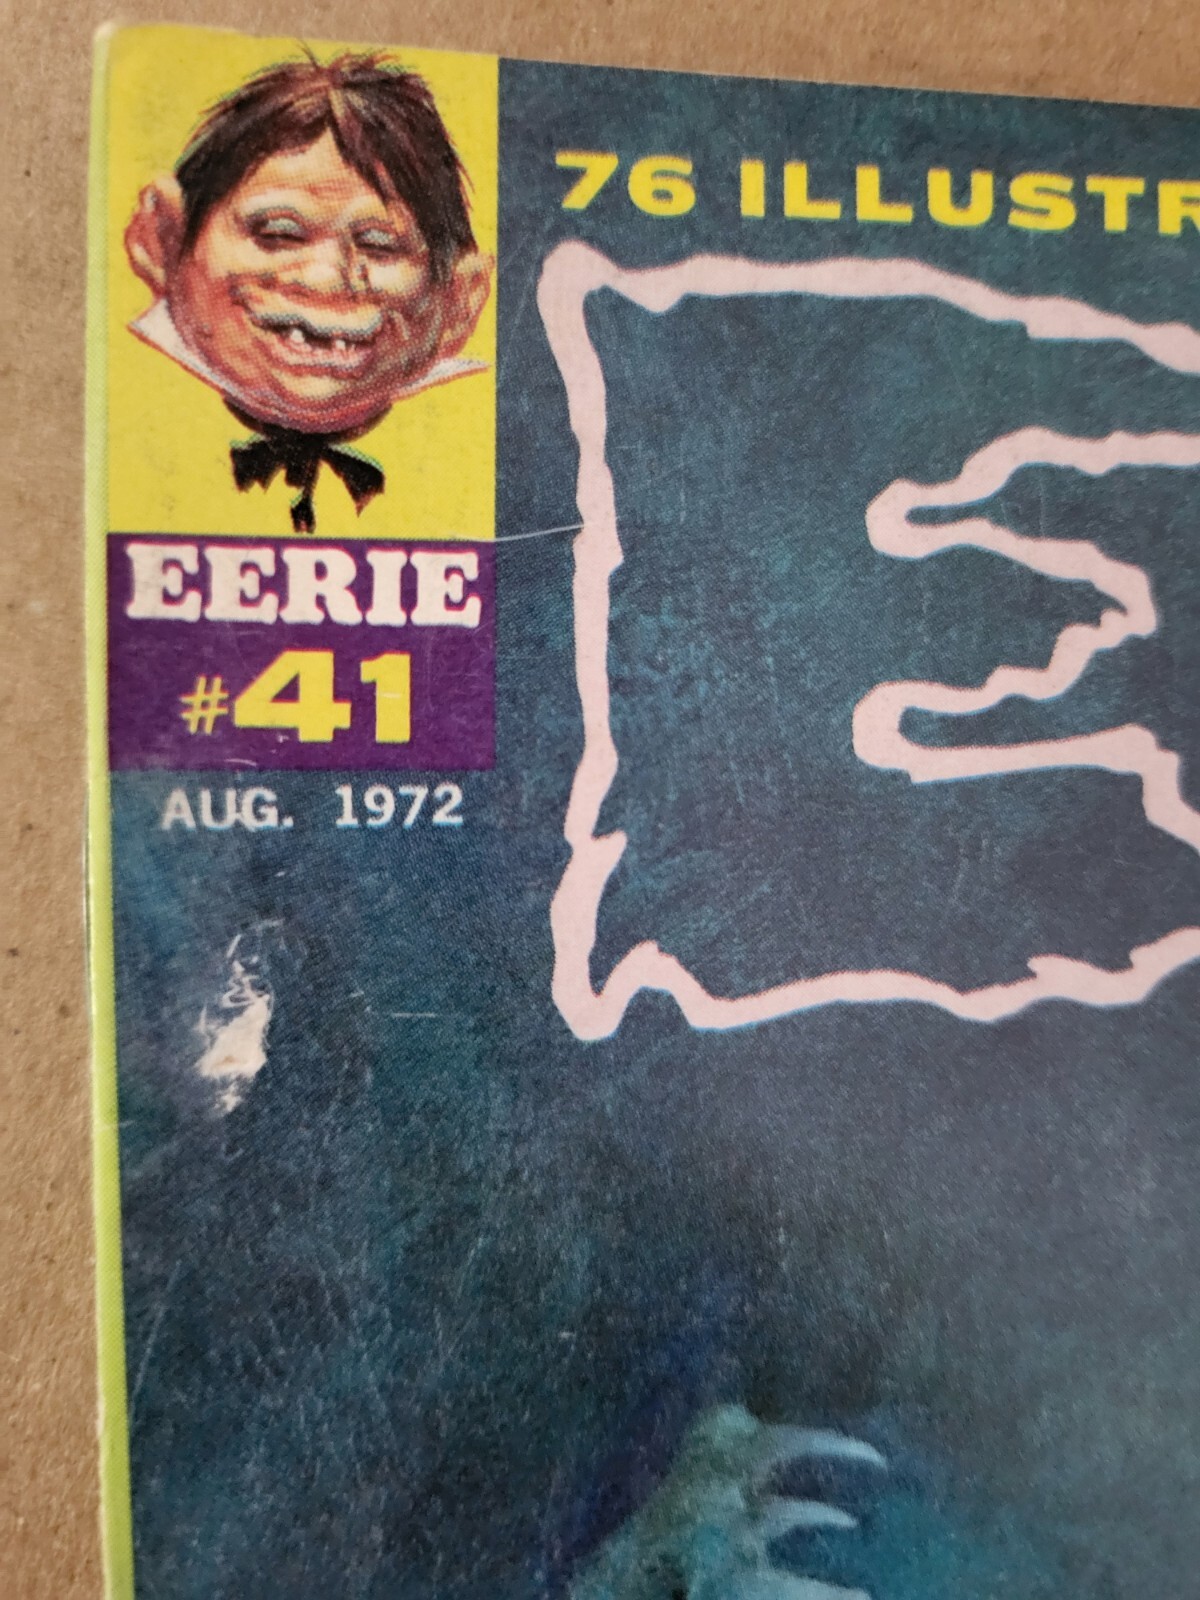 76 ILLUSTR
E
EERIE
#41
AUG. 1972